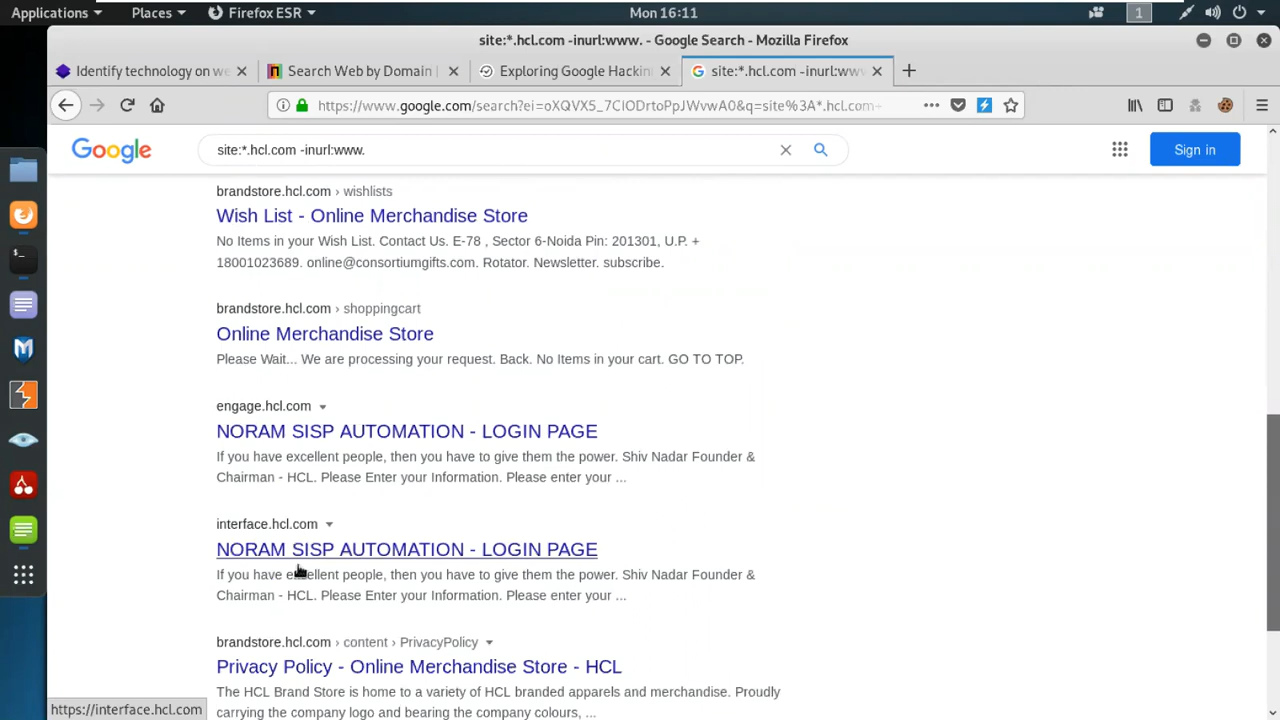 Applications Places Firefox ESR Mon 16:11 1
site:*.hcl.com -inurl:www. - Google Search - Mozilla Firefox
Identify technology on we Search Web by Domain Exploring Google Hackin site:*.hcl.com -inurl:www
https://www.google.com/search?ei=oXQVX5_7CIODrtoPpJWvwA0&q=site%3A*.hcl.com+
Google site:*.hcl.com -inurl:www. Sign in
brandstore.hcl.com › wishlists
Wish List - Online Merchandise Store
No Items in your Wish List. Contact Us. E-78 , Sector 6-Noida Pin: 201301, U.P. +
18001023689. online@consortiumgifts.com. Rotator. Newsletter. subscribe.
brandstore.hcl.com › shoppingcart
Online Merchandise Store
Please Wait... We are processing your request. Back. No Items in your cart. GO TO TOP.
engage.hcl.com
NORAM SISP AUTOMATION - LOGIN PAGE
If you have excellent people, then you have to give them the power. Shiv Nadar Founder &
Chairman - HCL. Please Enter your Information. Please enter your ...
interface.hcl.com
NORAM SISP AUTOMATION - LOGIN PAGE
If you have excellent people, then you have to give them the power. Shiv Nadar Founder &
Chairman - HCL. Please Enter your Information. Please enter your ...
brandstore.hcl.com › content › PrivacyPolicy
Privacy Policy - Online Merchandise Store - HCL
The HCL Brand Store is home to a variety of HCL branded apparels and merchandise. Proudly
carrying the company logo and bearing the company colours, ...
https://interface.hcl.com